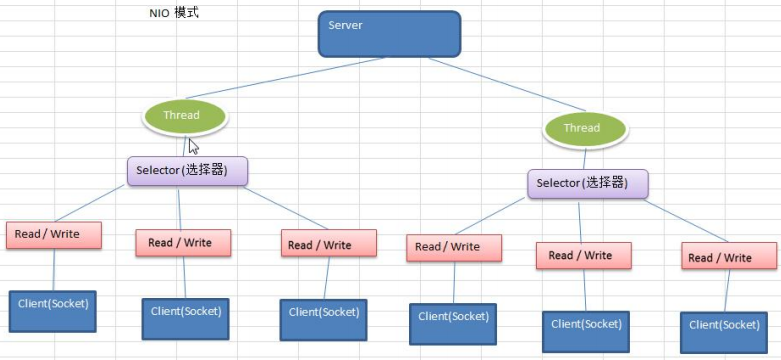 NIO 模式
Server
Thread
Thread
Selector(选择器)
Selector(选择器)
Read / Write
Read / Write
Read / Write
Read / Write
Read / Write
Read / Write
Client(Socket)
Client(Socket)
Client(Socket)
Client(Socket)
Client(Socket)
Client(Socket)